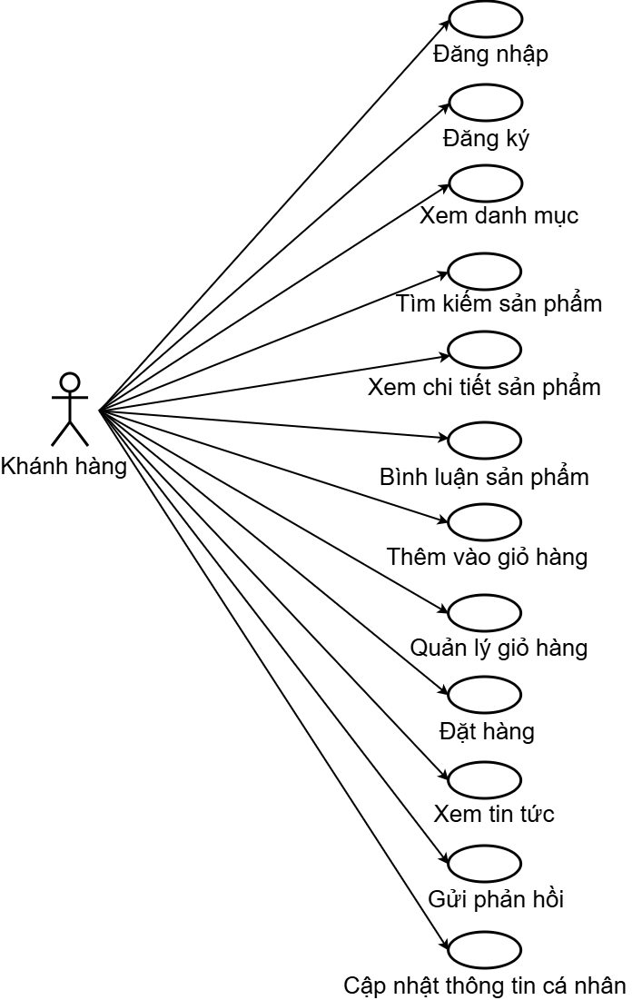 Đăng nhập
Đăng ký
Xem danh mục
Tìm kiếm sản phẩm
Xem chi tiết sản phẩm
Khánh hàng
Bình luận sản phẩm
Thêm vào giỏ hàng
Quản lý giỏ hàng
Đặt hàng
Xem tin tức
Gửi phản hồi
Cập nhật thông tin cá nhân